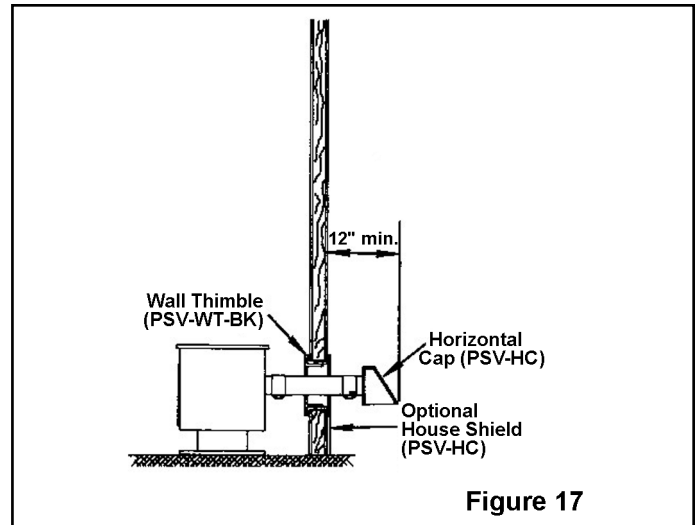 12" min.
Wall Thimble
(PSV-WT-BK)
Horizontal
Cap (PSV-HC)
Optional
House Shield
(PSV-HC)
Figure 17